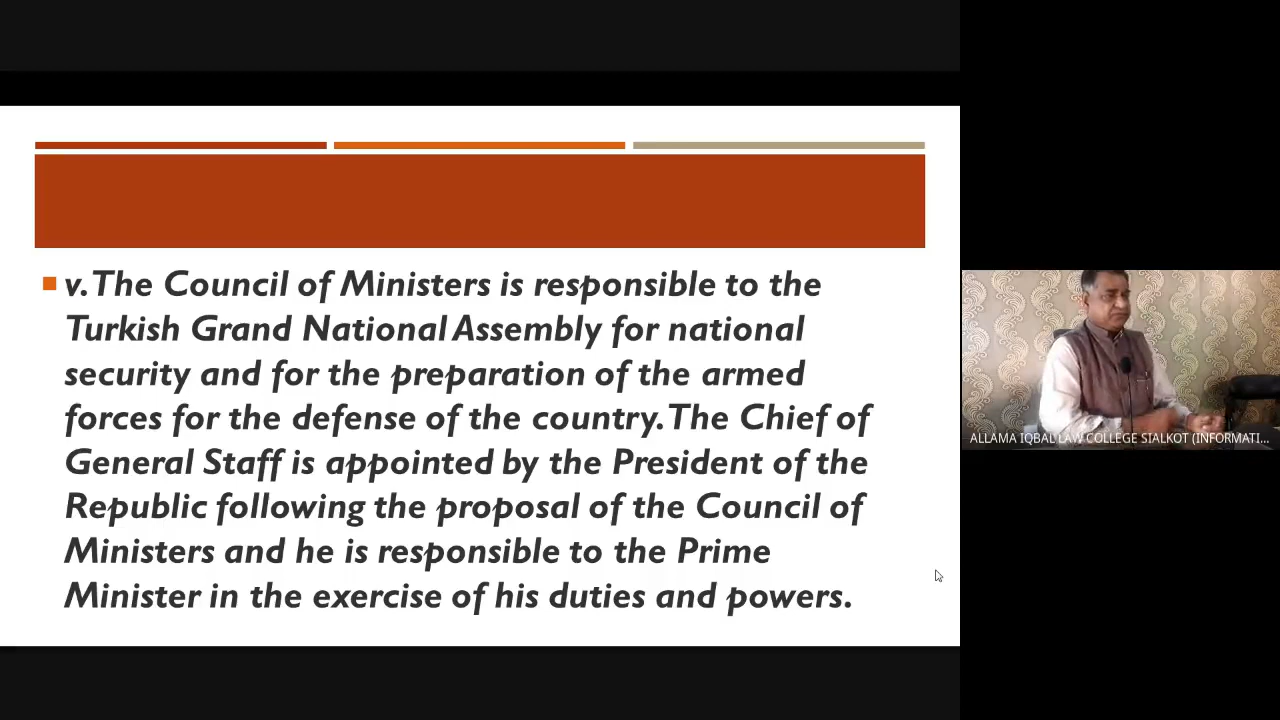 v. The Council of Ministers is responsible to the
Turkish Grand National Assembly for national
security and for the preparation of the armed
forces for the defense of the country. The Chief of
General Staff is appointed by the President of the
Republic following the proposal of the Council of
Ministers and he is responsible to the Prime
Minister in the exercise of his duties and powers.
ALLAMA IQBAL LAW COLLEGE SIALKOT (INFORMATI...